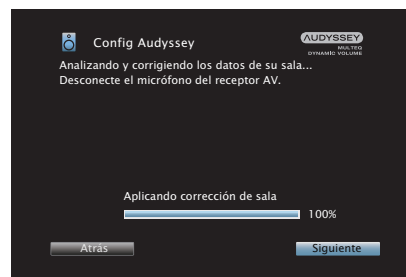 Config Audyssey
AUDYSSEY
MULTEQ
DYNAMIC VOLUME
Analizando y corrigiendo los datos de su sala...
Desconecte el micrófono del receptor AV.
Aplicando corrección de sala
100%
Atrás
Siguiente